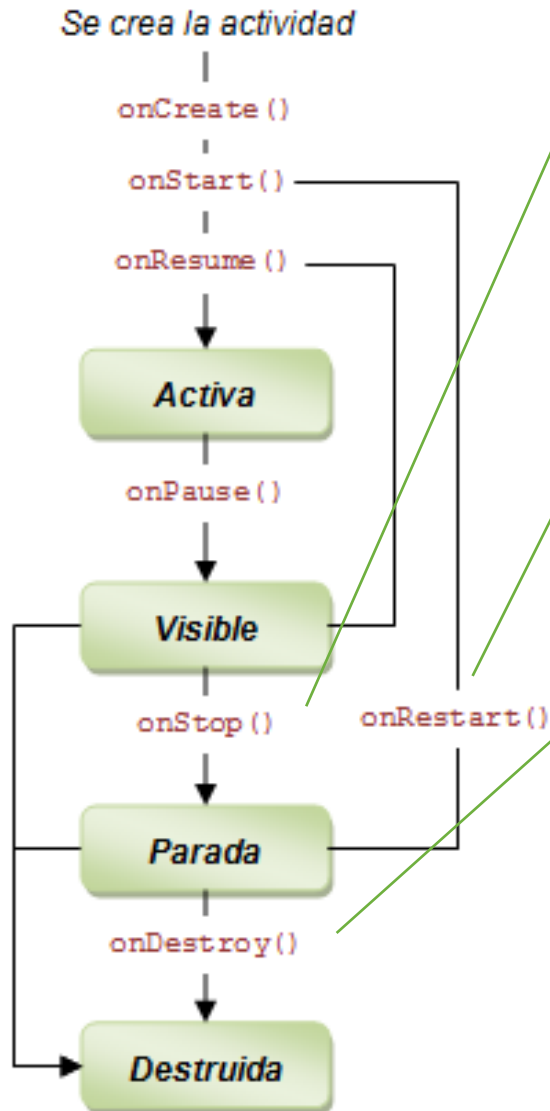 Se crea la actividad
onCreate()
onStart()
onResume()
Activa
onPause()
Visible
onStop()
onRestart()
Parada
onDestroy()
Destruida